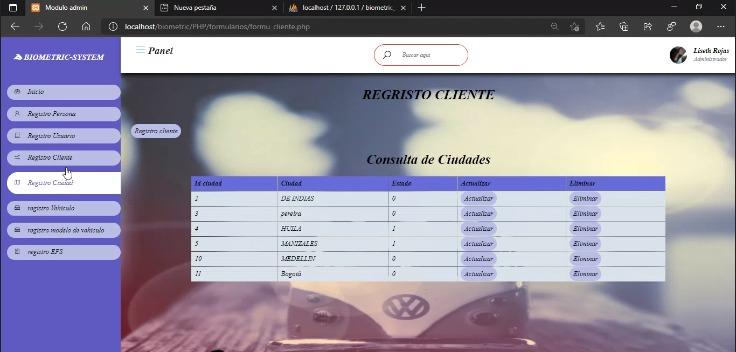 Modulo admin
Nueva pestaña
localhost / 127.0.0.1 / biometric_
localhost/biometric/PHP/formularios/formu_cliente.php
BIOMETRIC-SYSTEM
Panel
Buscar aqui
Liseth Rojas
Administrador
Inicio
Registro Persona
Registro Usuario
Registro Cliente
Registro Ciudad
registro Vehiculo
registro modelo de vehiculo
registro EPS
REGRISTO CLIENTE
Registra cliente
Consulta de Ciudades
Id ciudad Ciudad Estado Actualizar Eliminar
DE INDIAS 0 Actualizar Eliminar
3 pereira 0 Actualizar Eliminar
4 HUILA 1 Actualizar Eliminar
5 MANIZALES 1 Actualizar Eliminar
10 MEDELLIN 0 Actualizar Eliminar
11 Bogotá 0 Actualizar Eliminar